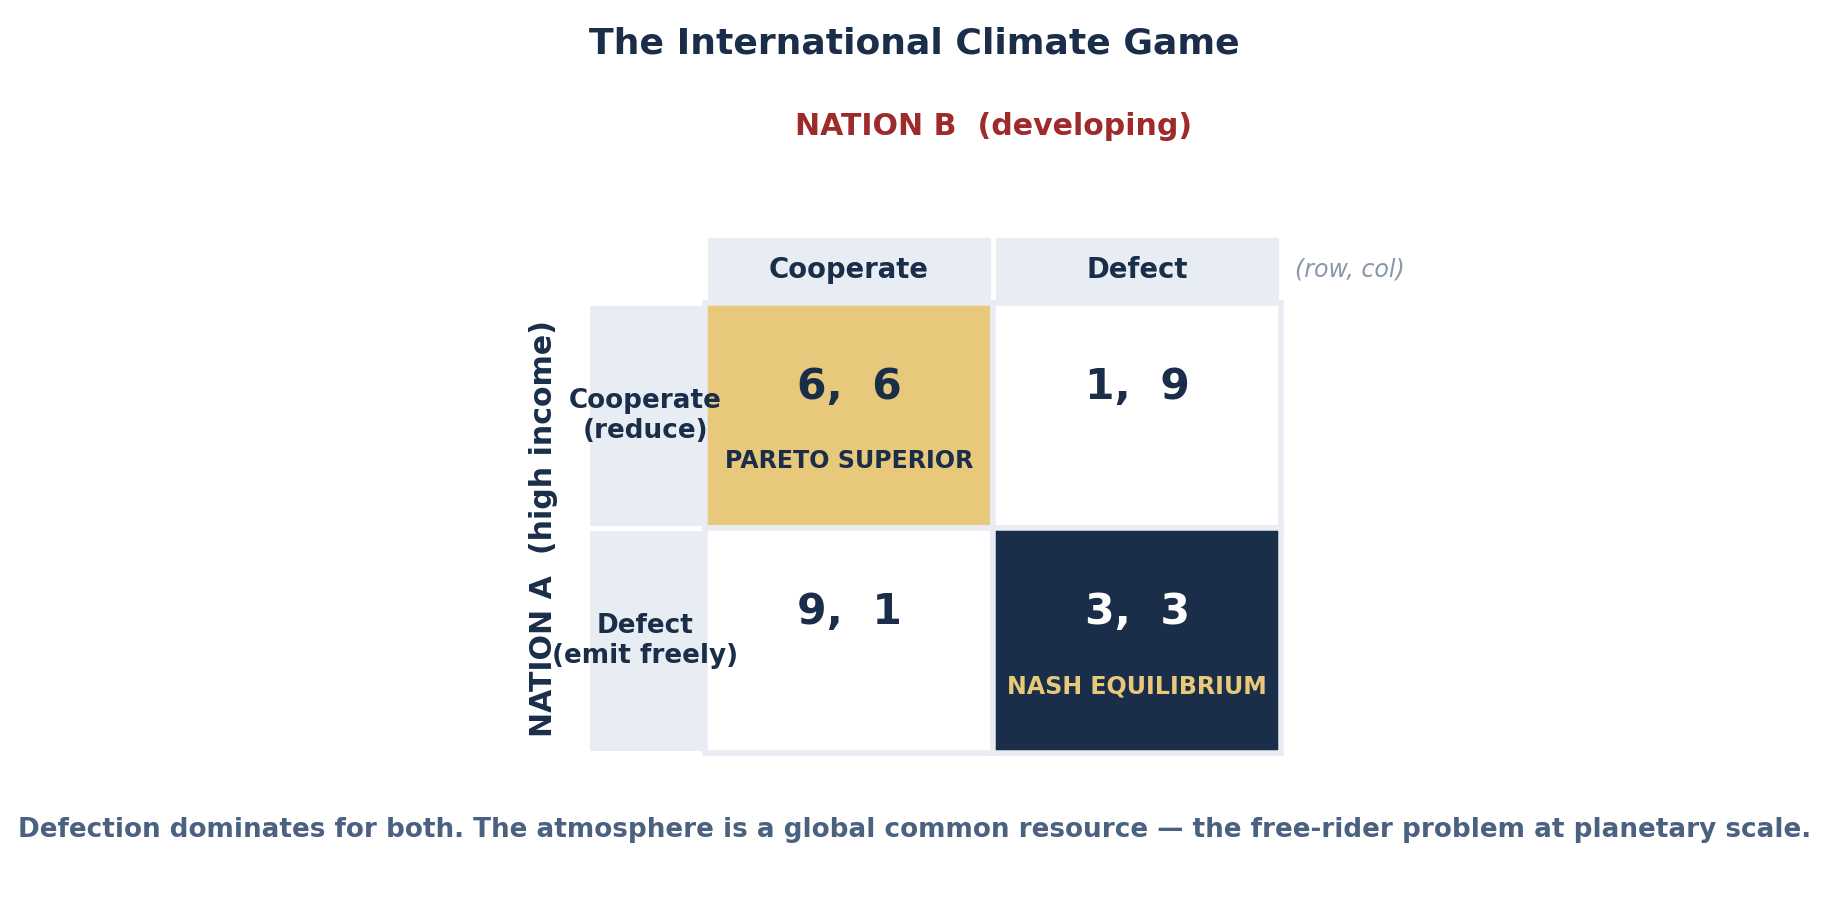 The International Climate Game
NATION B (developing)
Cooperate
Defect
(row, col)
NATION A (high income)
Cooperate
(reduce)
6, 6
PARETO SUPERIOR
1, 9
Defect
(emit freely)
9, 1
3, 3
NASH EQUILIBRIUM
Defection dominates for both. The atmosphere is a global common resource — the free-rider problem at planetary scale.